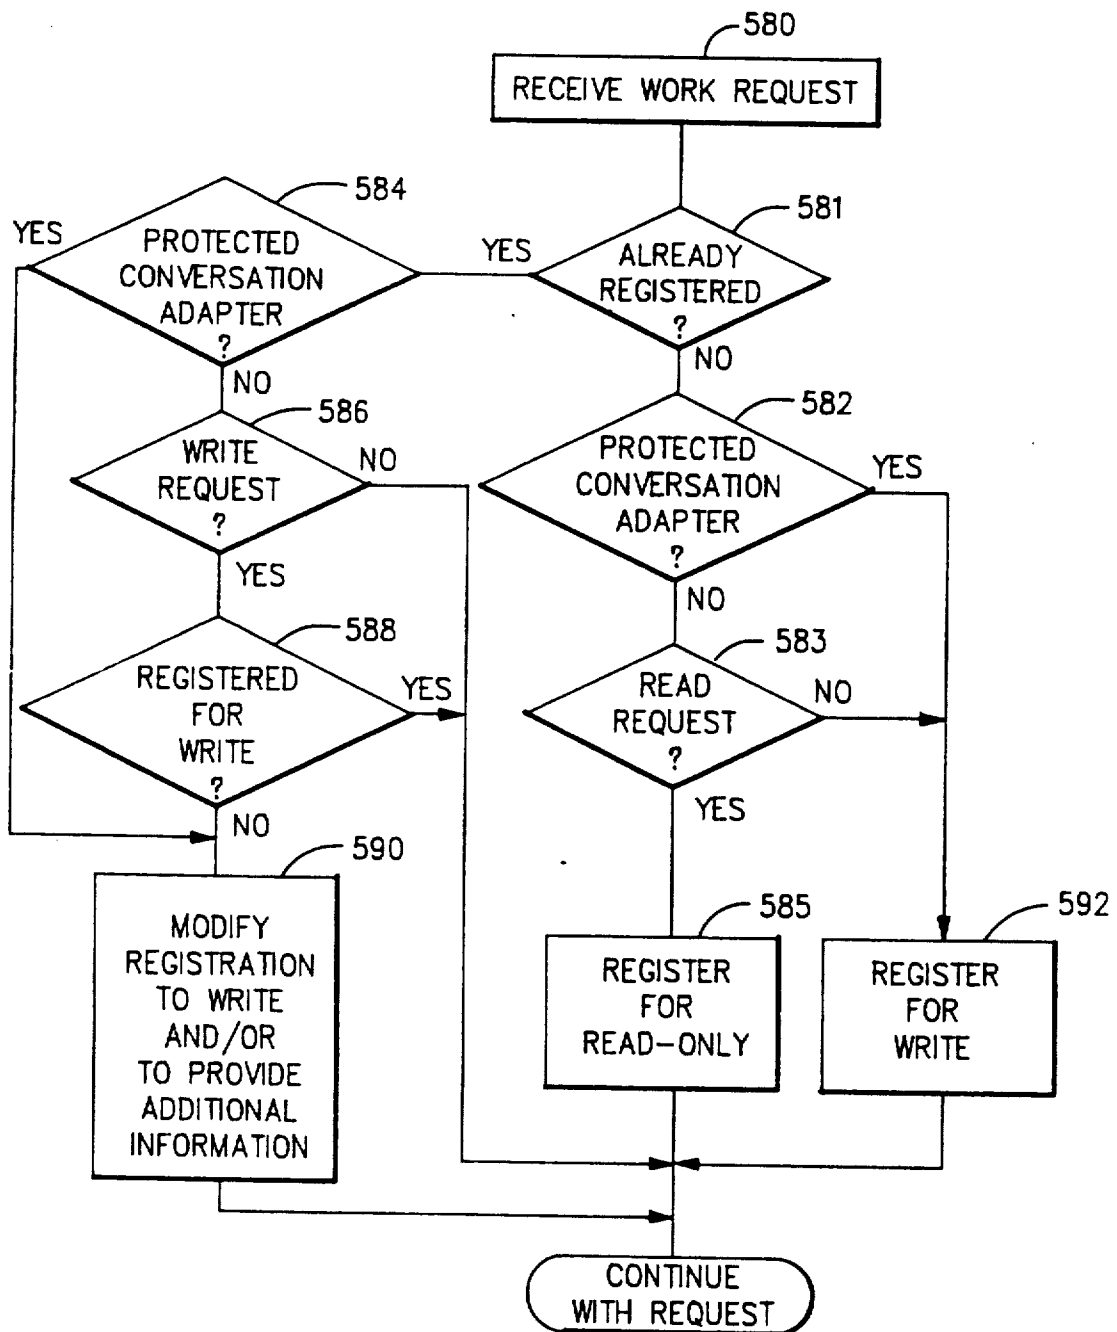 580
RECEIVE WORK REQUEST
584
YES
PROTECTED
CONVERSATION
ADAPTER
?
NO
YES
581
ALREADY
REGISTERED
?
NO
586
WRITE
REQUEST
?
NO
YES
582
PROTECTED
CONVERSATION
ADAPTER
?
YES
NO
588
REGISTERED
FOR
WRITE
?
YES
NO
583
READ
REQUEST
?
NO
YES
590
MODIFY
REGISTRATION
TO WRITE
AND/OR
TO PROVIDE
ADDITIONAL
INFORMATION
585
REGISTER
FOR
READ-ONLY
592
REGISTER
FOR
WRITE
CONTINUE
WITH REQUEST